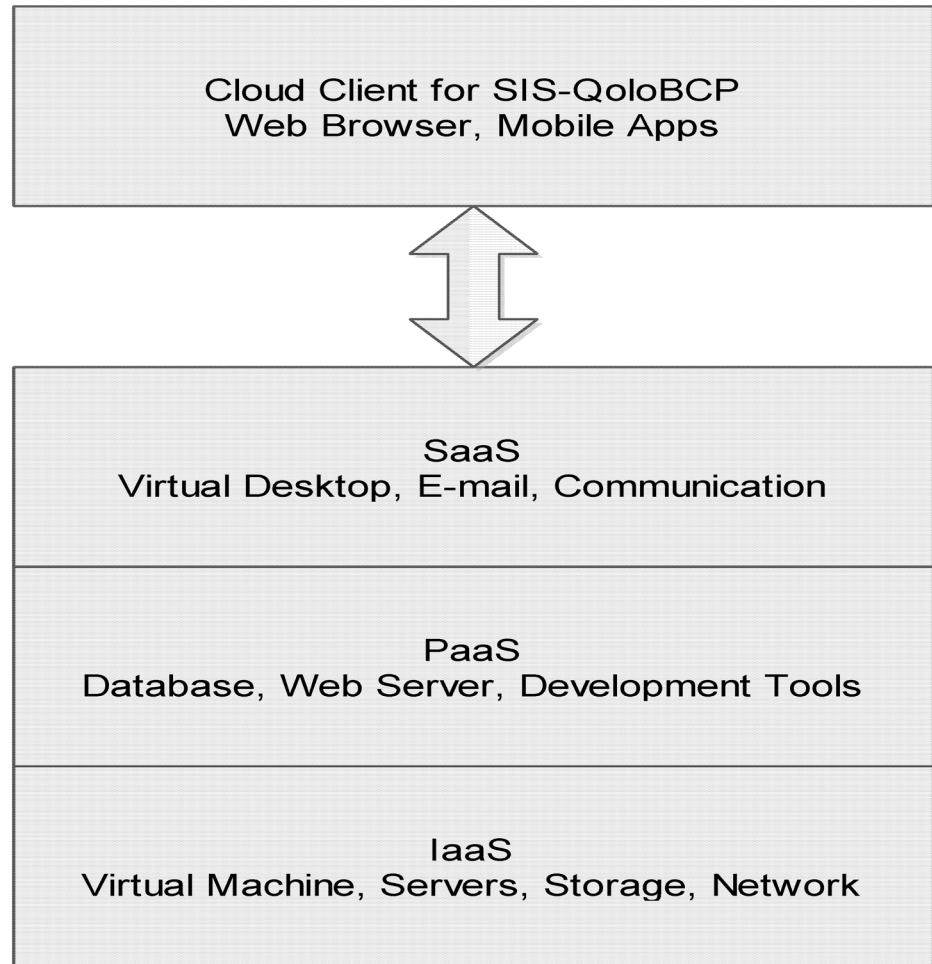 Cloud Client for SIS-QoloBCP
Web Browser, Mobile Apps
SaaS
Virtual Desktop, E-mail, Communication
PaaS
Database, Web Server, Development Tools
IaaS
Virtual Machine, Servers, Storage, Network